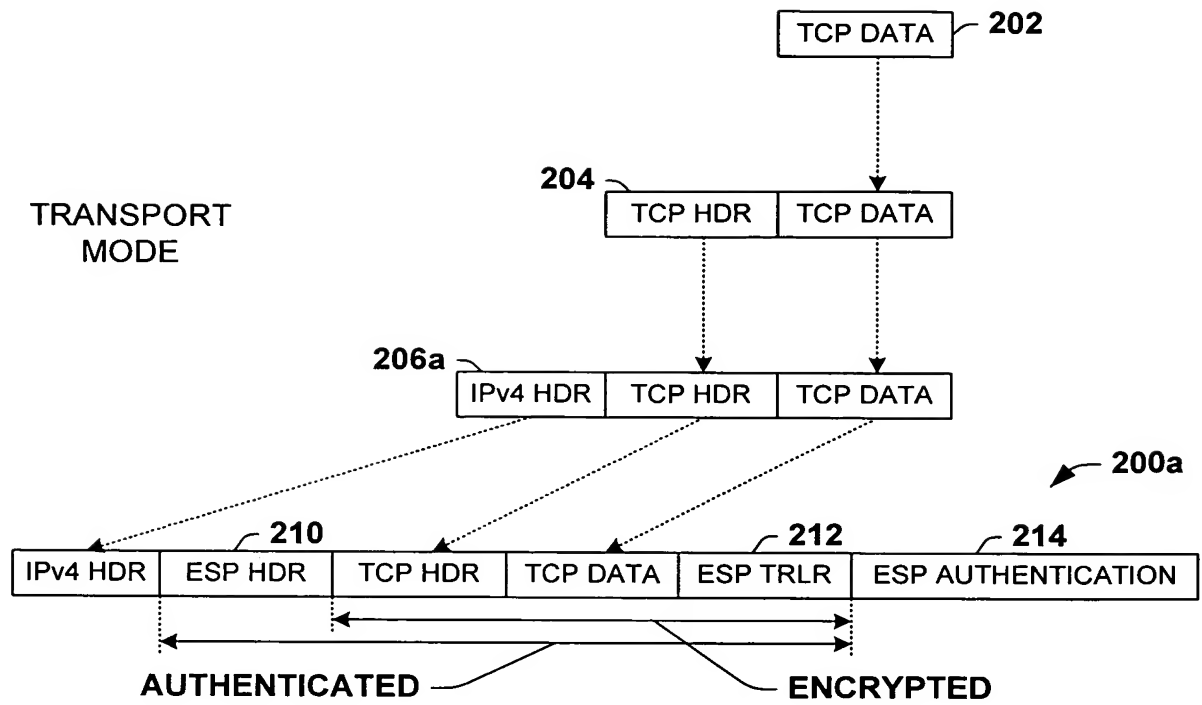 TCP DATA 202
204
TCP HDR TCP DATA
TRANSPORT
MODE
206a
IPv4 HDR TCP HDR TCP DATA
200a
210 212 214
IPv4 HDR ESP HDR TCP HDR TCP DATA ESP TRLR ESP AUTHENTICATION
AUTHENTICATED ENCRYPTED